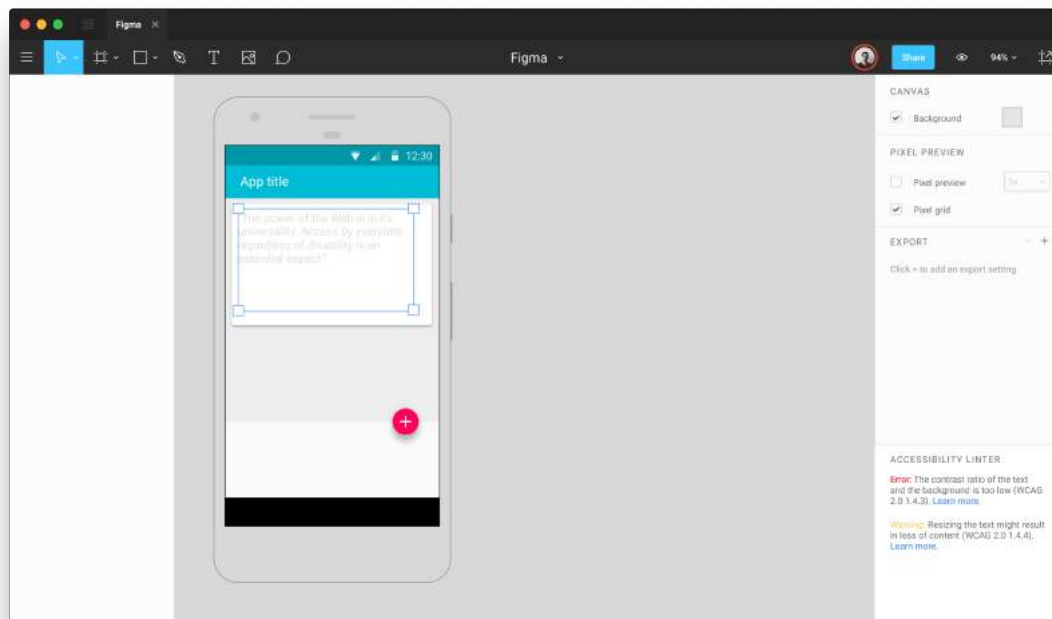 Figma
Figma
Share
94%
CANVAS
Background
PIXEL PREVIEW
Pixel preview
1x
Pixel grid
EXPORT
Click + to add an export setting.
12:30
App title
"The power of the Web is in its
universality. Access by everyone
regardless of disability is an
essential aspect."
ACCESSIBILITY LINTER
Error: The contrast ratio of the text
and the background is too low (WCAG
2.0 1.4.3). Learn more.
Warning: Resizing the text might result
in loss of content (WCAG 2.0 1.4.4).
Learn more.